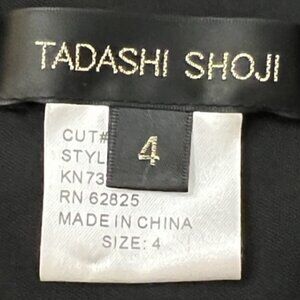 TADASHI SHOJI
4
CUT#
STYL
KN73
RN 62825
MADE IN CHINA
SIZE: 4